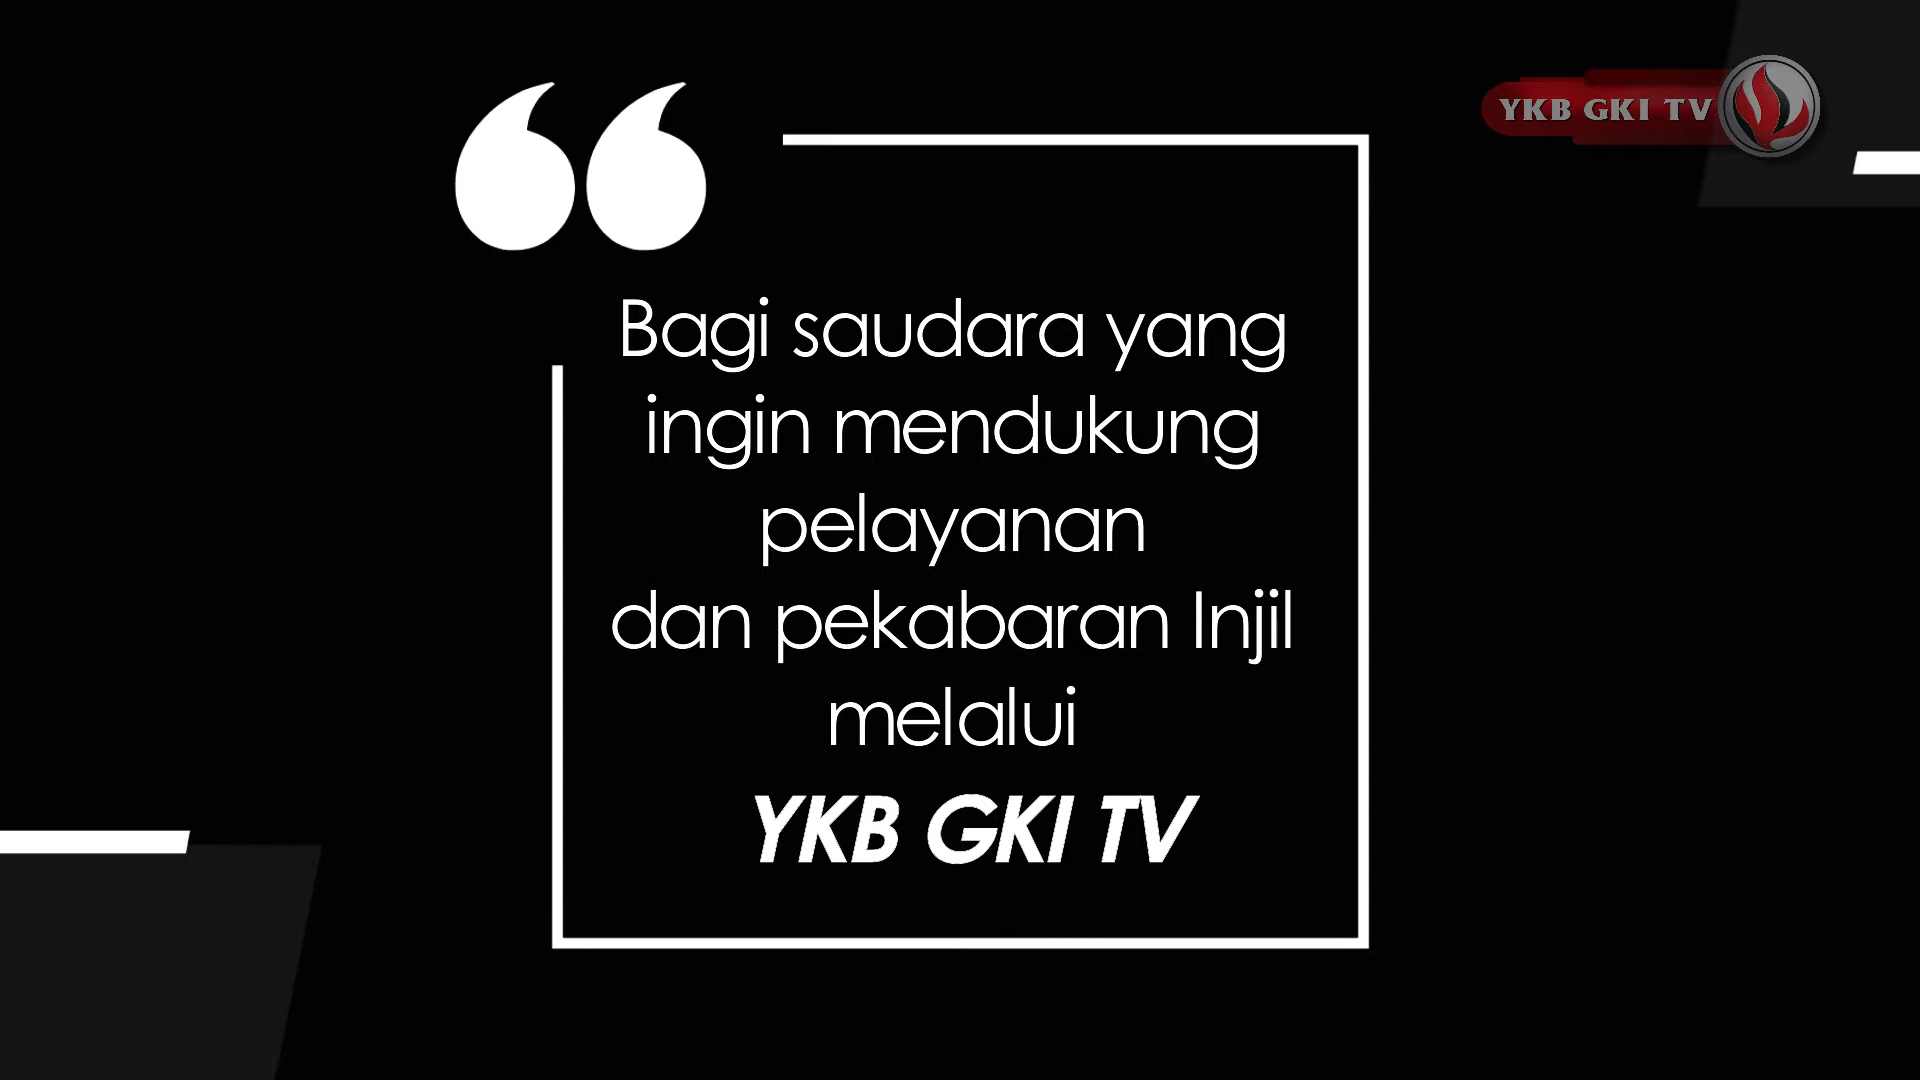 YKB GKI TV
Bagi saudara yang
ingin mendukung
pelayanan
dan pekabaran Injil
melalui
YKB GKI TV